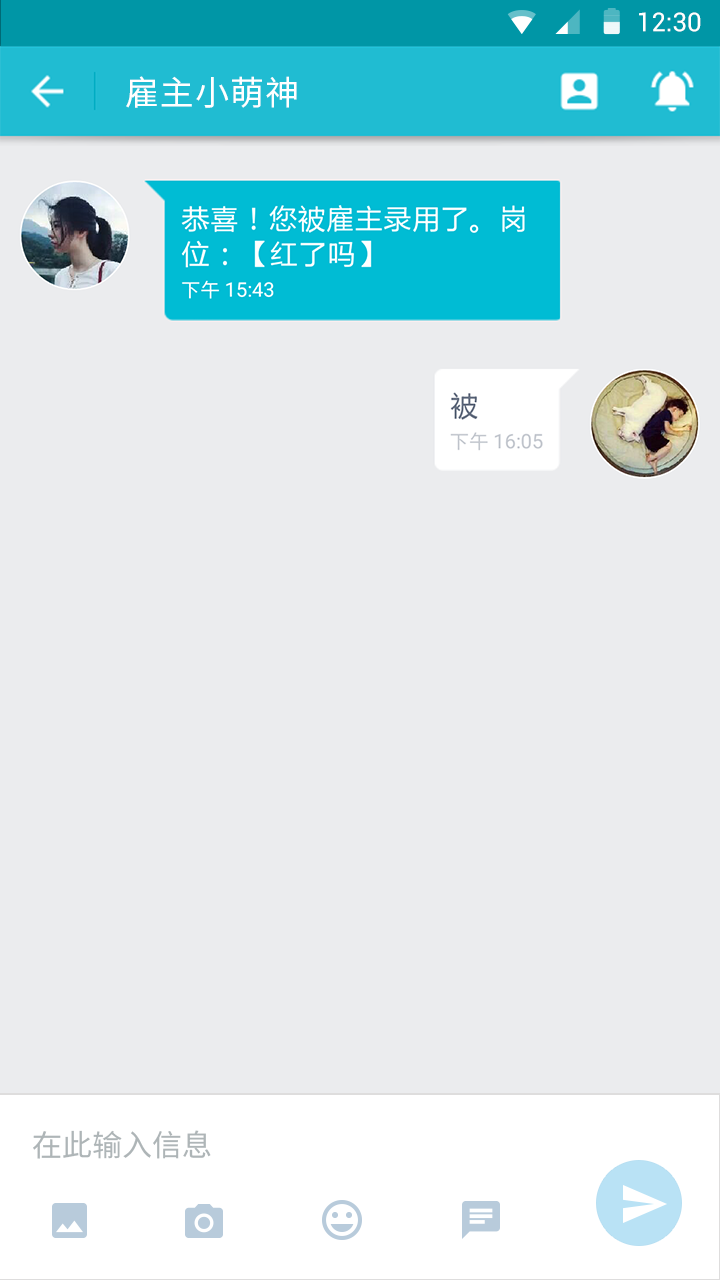 12:30
雇主小萌神
恭喜！您被雇主录用了。岗
位：【红了吗】
下午 15:43
被
下午 16:05
在此输入信息